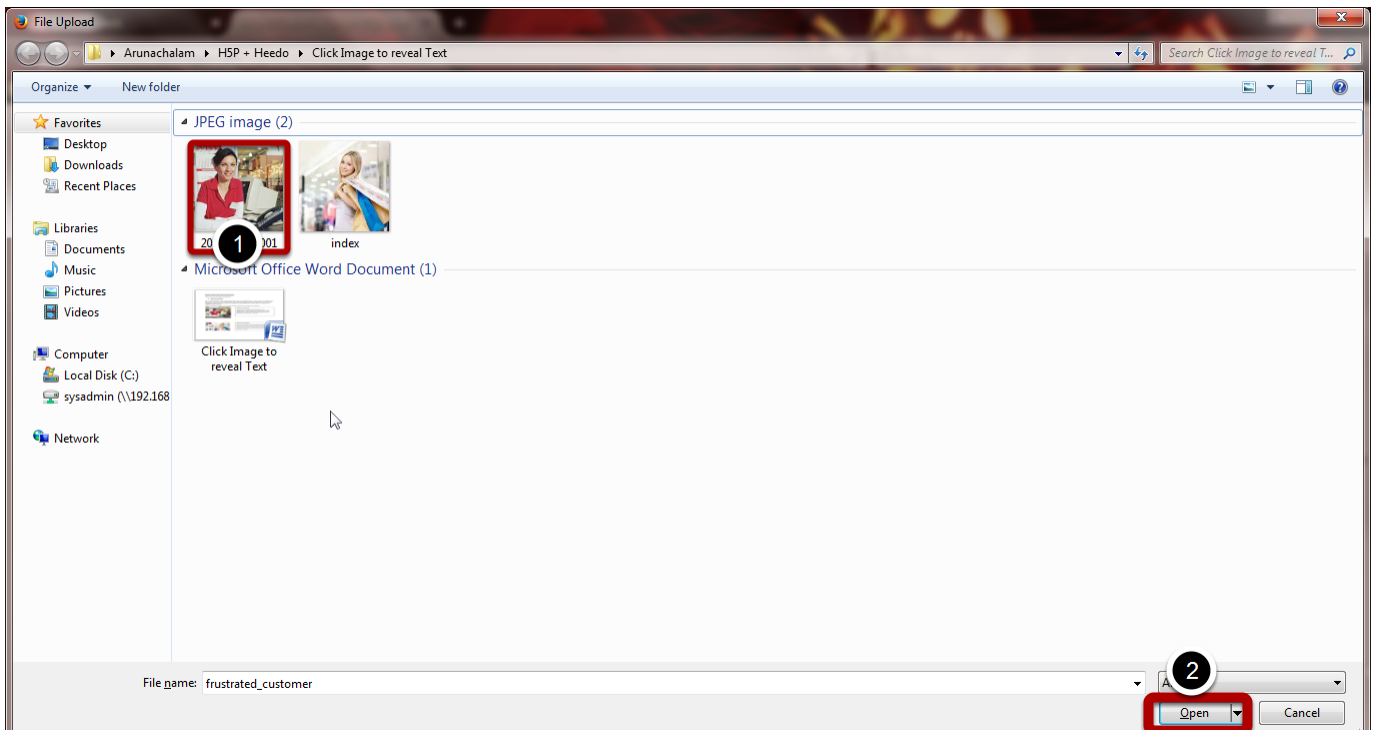 File Upload
Arunachalam H5P + Heedo Click Image to reveal Text
Search Click Image to reveal T...
Organize New folder
Favorites
Desktop
Downloads
Recent Places
Libraries
Documents
Music
Pictures
Videos
Computer
Local Disk (C:)
sysadmin (\\192.168
Network
JPEG image (2)
1
20 001
index
Microsoft Office Word Document (1)
Click Image to
reveal Text
File name: frustrated_customer
2
Open Cancel